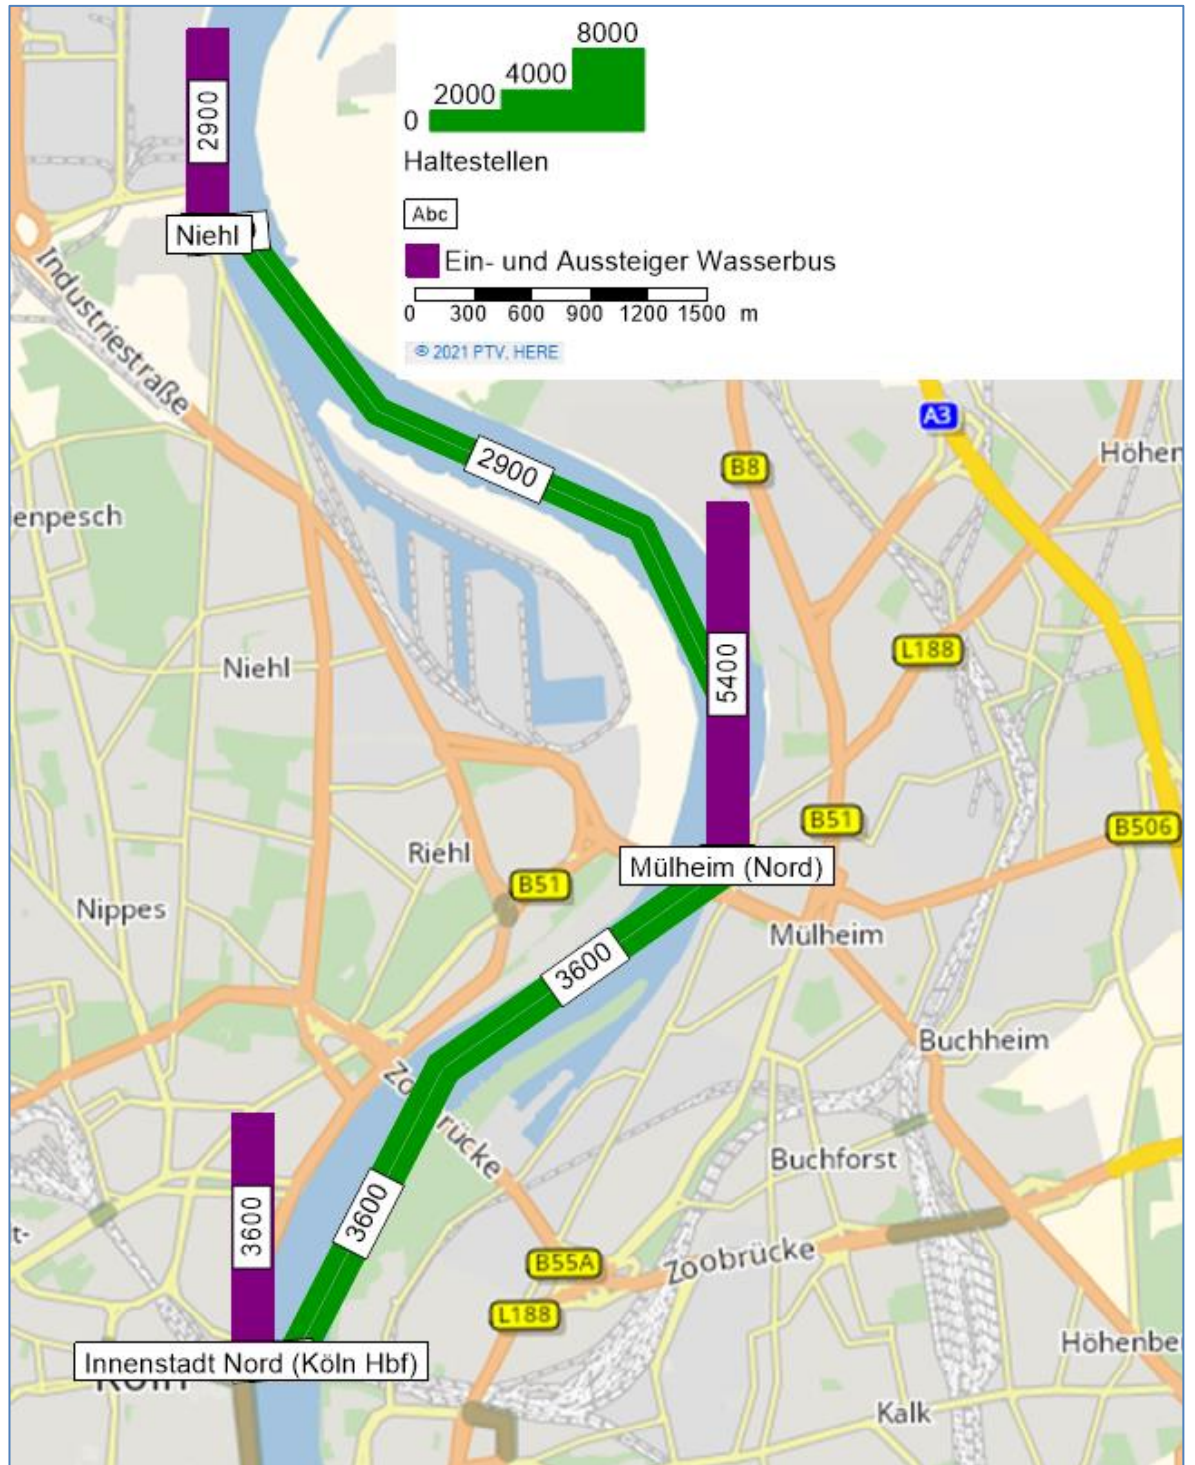 2900
Niehl
8000
4000
2000
0
Haltestellen
Abc
Ein- und Aussteiger Wasserbus
0 300 600 900 1200 1500 m
© 2021 PTV, HERE
Industriestraße
A3
B8
Höhen
2900
enpesch
5400
L188
Niehl
B51
B506
Riehl
Mülheim (Nord)
B51
Nippes
Mülheim
3600
Buchheim
Zoobrücke
Buchforst
3600
3600
t-
Zoobrücke
B55A
L188
Höhenbe
Innenstadt Nord (Köln Hbf)
Köln
Kalk